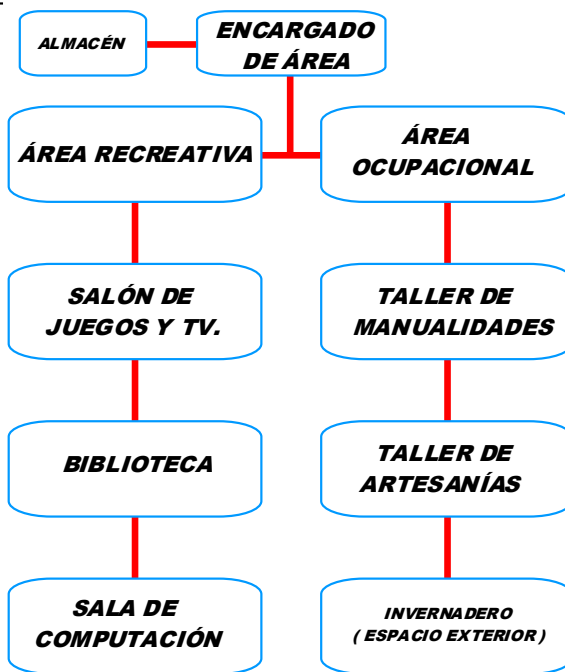 ALMACÉN
ENCARGADO
DE ÁREA
ÁREA RECREATIVA
ÁREA
OCUPACIONAL
SALÓN DE
JUEGOS Y TV.
TALLER DE
MANUALIDADES
BIBLIOTECA
TALLER DE
ARTESANÍAS
SALA DE
COMPUTACIÓN
INVERNADERO
( ESPACIO EXTERIOR )